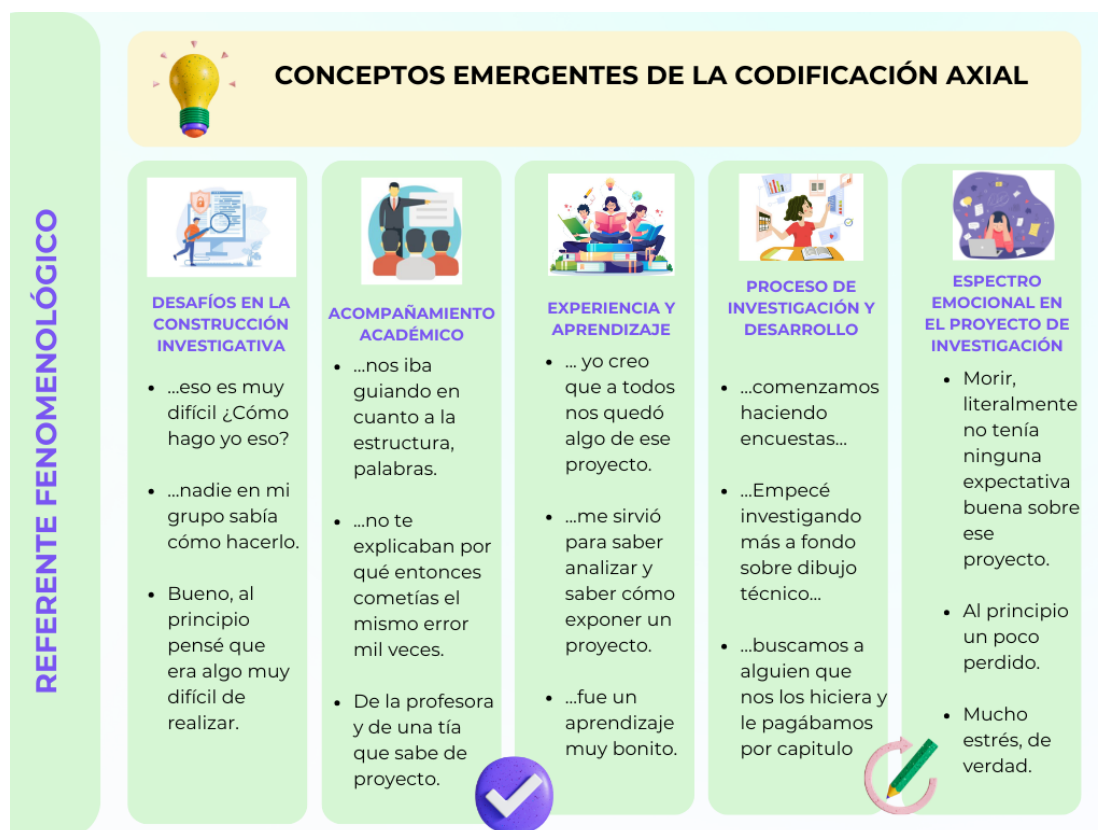 REFERENTE FENOMENOLÓGICO
CONCEPTOS EMERGENTES DE LA CODIFICACIÓN AXIAL
DESAFÍOS EN LA
CONSTRUCCIÓN
INVESTIGATIVA
• ...eso es muy
difícil ¿Cómo
hago yo eso?
• ...nadie en mi
grupo sabía
cómo hacerlo.
• Bueno, al
principio
pensé que
era algo muy
difícil de
realizar.
ACOMPAÑAMIENTO
ACADÉMICO
• ...nos iba
guiando en
cuanto a la
estructura,
palabras.
• ...no te
explicaban por
qué entonces
cometías el
mismo error
mil veces.
• De la profesora
y de una tía
que sabe de
proyecto.
EXPERIENCIA Y
APRENDIZAJE
• ... yo creo
que a todos
nos quedó
algo de ese
proyecto.
• ...me sirvió
para saber
analizar y
saber cómo
exponer un
proyecto.
• ...fue un
aprendizaje
muy bonito.
PROCESO DE
INVESTIGACIÓN Y
DESARROLLO
• ...comenzamos
haciendo
encuestas...
• ...Empecé
investigando
más a fondo
sobre dibujo
técnico...
• ...buscamos a
alguien que
nos los hiciera y
le pagábamos
por capitulo
ESPECTRO
EMOCIONAL EN
EL PROYECTO DE
INVESTIGACIÓN
• Morir,
literalmente
no tenía
ninguna
expectativa
buena sobre
ese
proyecto.
• Al principio
un poco
perdido.
• Mucho
estrés, de
verdad.